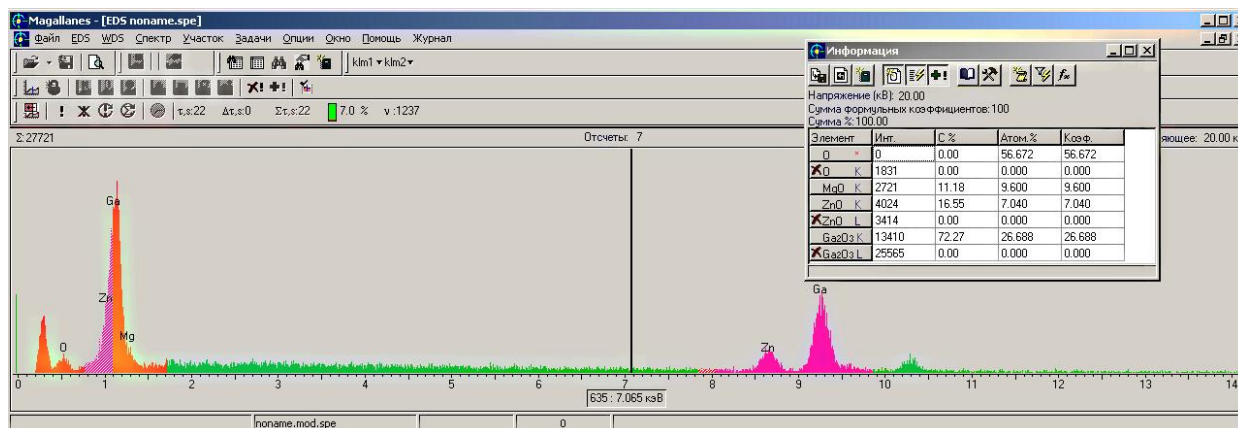 Magallanes - [EDS noname.spe]
Файл EDS WDS Спектр Участок Задачи Опции Окно Помощь Журнал
klm1 klm2
τ,s:22 Δτ,s:0 Στ,s:22 7.0 % ν:1237
Σ:27721 Отсчеты: 7 яющее: 20.00 к
Информация
Напряжение (кВ): 20.00
Сумма формульных коэффициентов: 100
Сумма %: 100.00
Элемент Инт. C % Атом.% Коэф.
O * 0 0.00 56.672 56.672
O K 1831 0.00 0.000 0.000
MgO K 2721 11.18 9.600 9.600
ZnO K 4024 16.55 7.040 7.040
ZnO L 3414 0.00 0.000 0.000
Ga2O3 K 13410 72.27 26.688 26.688
Ga2O3 L 25565 0.00 0.000 0.000
Ga
Zn
O
Mg
Zn
Ga
0 1 2 3 4 5 6 7 8 9 10 11 12 13 14
635 : 7.065 кэВ
noname.mod.spe 0